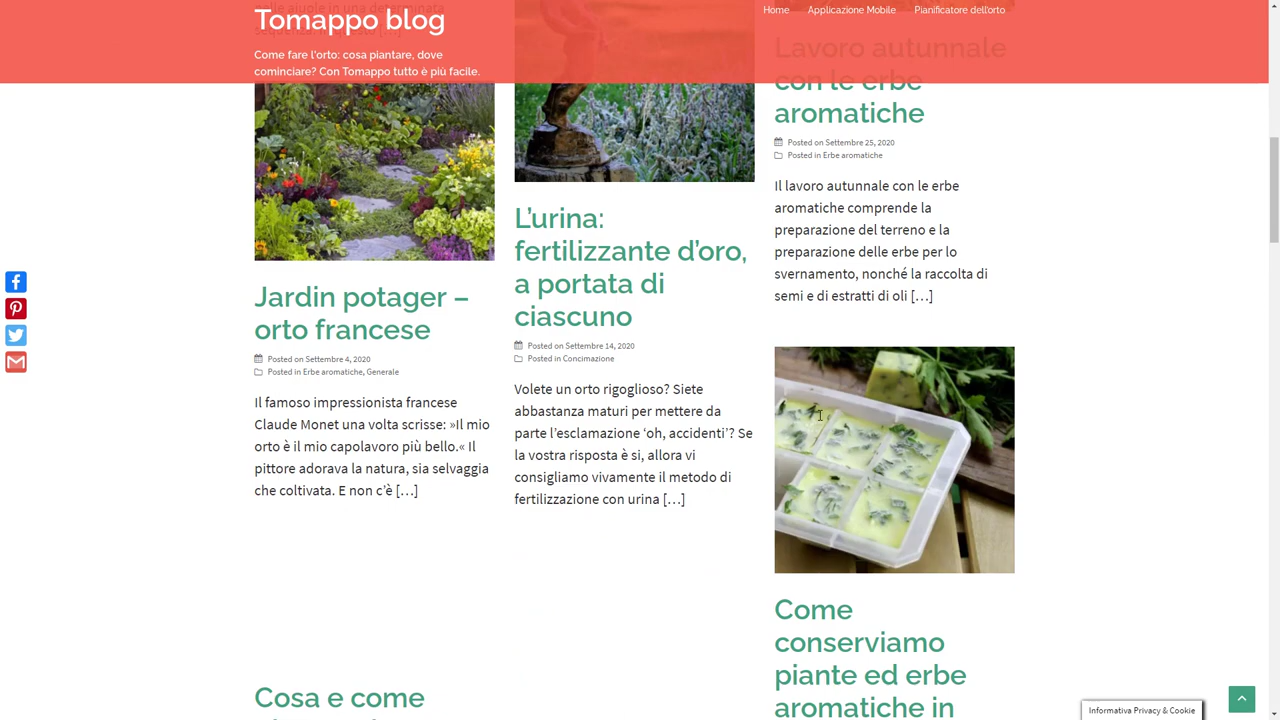 Tomappo blog
Come fare l'orto: cosa piantare, dove
cominciare? Con Tomappo tutto è più facile.
Home
Applicazione Mobile
Pianificatore dell'orto
Jardin potager –
orto francese
Posted on Settembre 4, 2020
Posted in Erbe aromatiche, Generale
Il famoso impressionista francese
Claude Monet una volta scrisse: »Il mio
orto è il mio capolavoro più bello.« Il
pittore adorava la natura, sia selvaggia
che coltivata. E non c'è […]
Cosa e come
L'urina:
fertilizzante d'oro,
a portata di
ciascuno
Posted on Settembre 14, 2020
Posted in Concimazione
Volete un orto rigoglioso? Siete
abbastanza maturi per mettere da
parte l'esclamazione ‘oh, accidenti’? Se
la vostra risposta è si, allora vi
consigliamo vivamente il metodo di
fertilizzazione con urina […]
Lavoro autunnale
con le erbe
aromatiche
Posted on Settembre 25, 2020
Posted in Erbe aromatiche
Il lavoro autunnale con le erbe
aromatiche comprende la
preparazione del terreno e la
preparazione delle erbe per lo
svernamento, nonché la raccolta di
semi e di estratti di oli […]
Come
conserviamo
piante ed erbe
aromatiche in
Informativa Privacy & Cookie